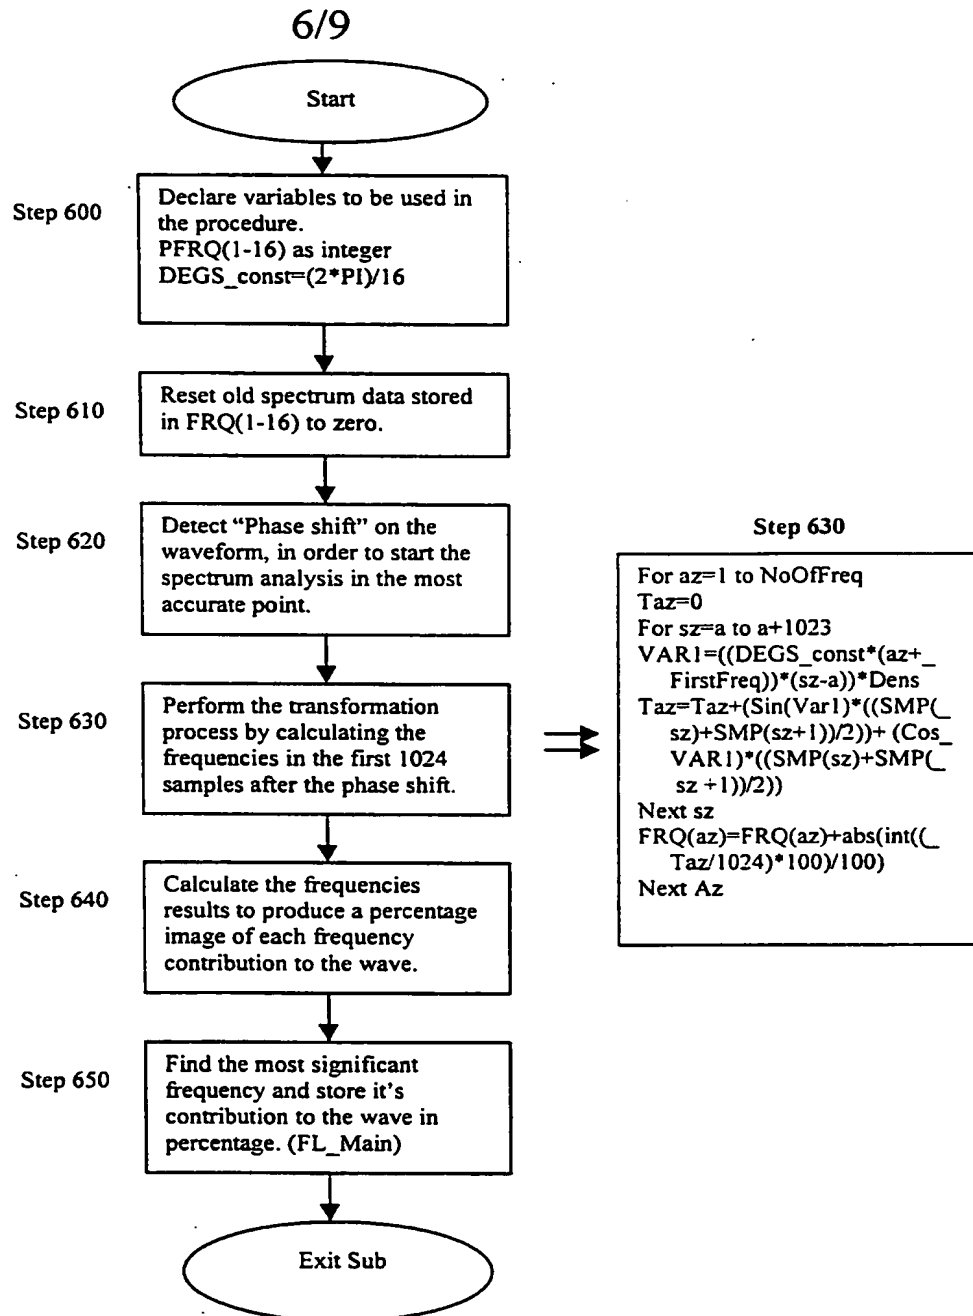 6/9
Start
Step 600
Declare variables to be used in
the procedure.
PFRQ(1-16) as integer
DEGS_const=(2*PI)/16
Step 610
Reset old spectrum data stored
in FRQ(1-16) to zero.
Step 620
Detect “Phase shift” on the
waveform, in order to start the
spectrum analysis in the most
accurate point.
Step 630
Perform the transformation
process by calculating the
frequencies in the first 1024
samples after the phase shift.
Step 630
For az=1 to NoOfFreq
Taz=0
For sz=a to a+1023
VAR1=((DEGS_const*(az+_
FirstFreq))*(sz-a))*Dens
Taz=Taz+(Sin(Var1)*((SMP(_
sz)+SMP(sz+1))/2))+ (Cos_
VAR1)*((SMP(sz)+SMP(_
sz +1))/2))
Next sz
FRQ(az)=FRQ(az)+abs(int((_
Taz/1024)*100)/100)
Next Az
Step 640
Calculate the frequencies
results to produce a percentage
image of each frequency
contribution to the wave.
Step 650
Find the most significant
frequency and store it's
contribution to the wave in
percentage. (FL_Main)
Exit Sub